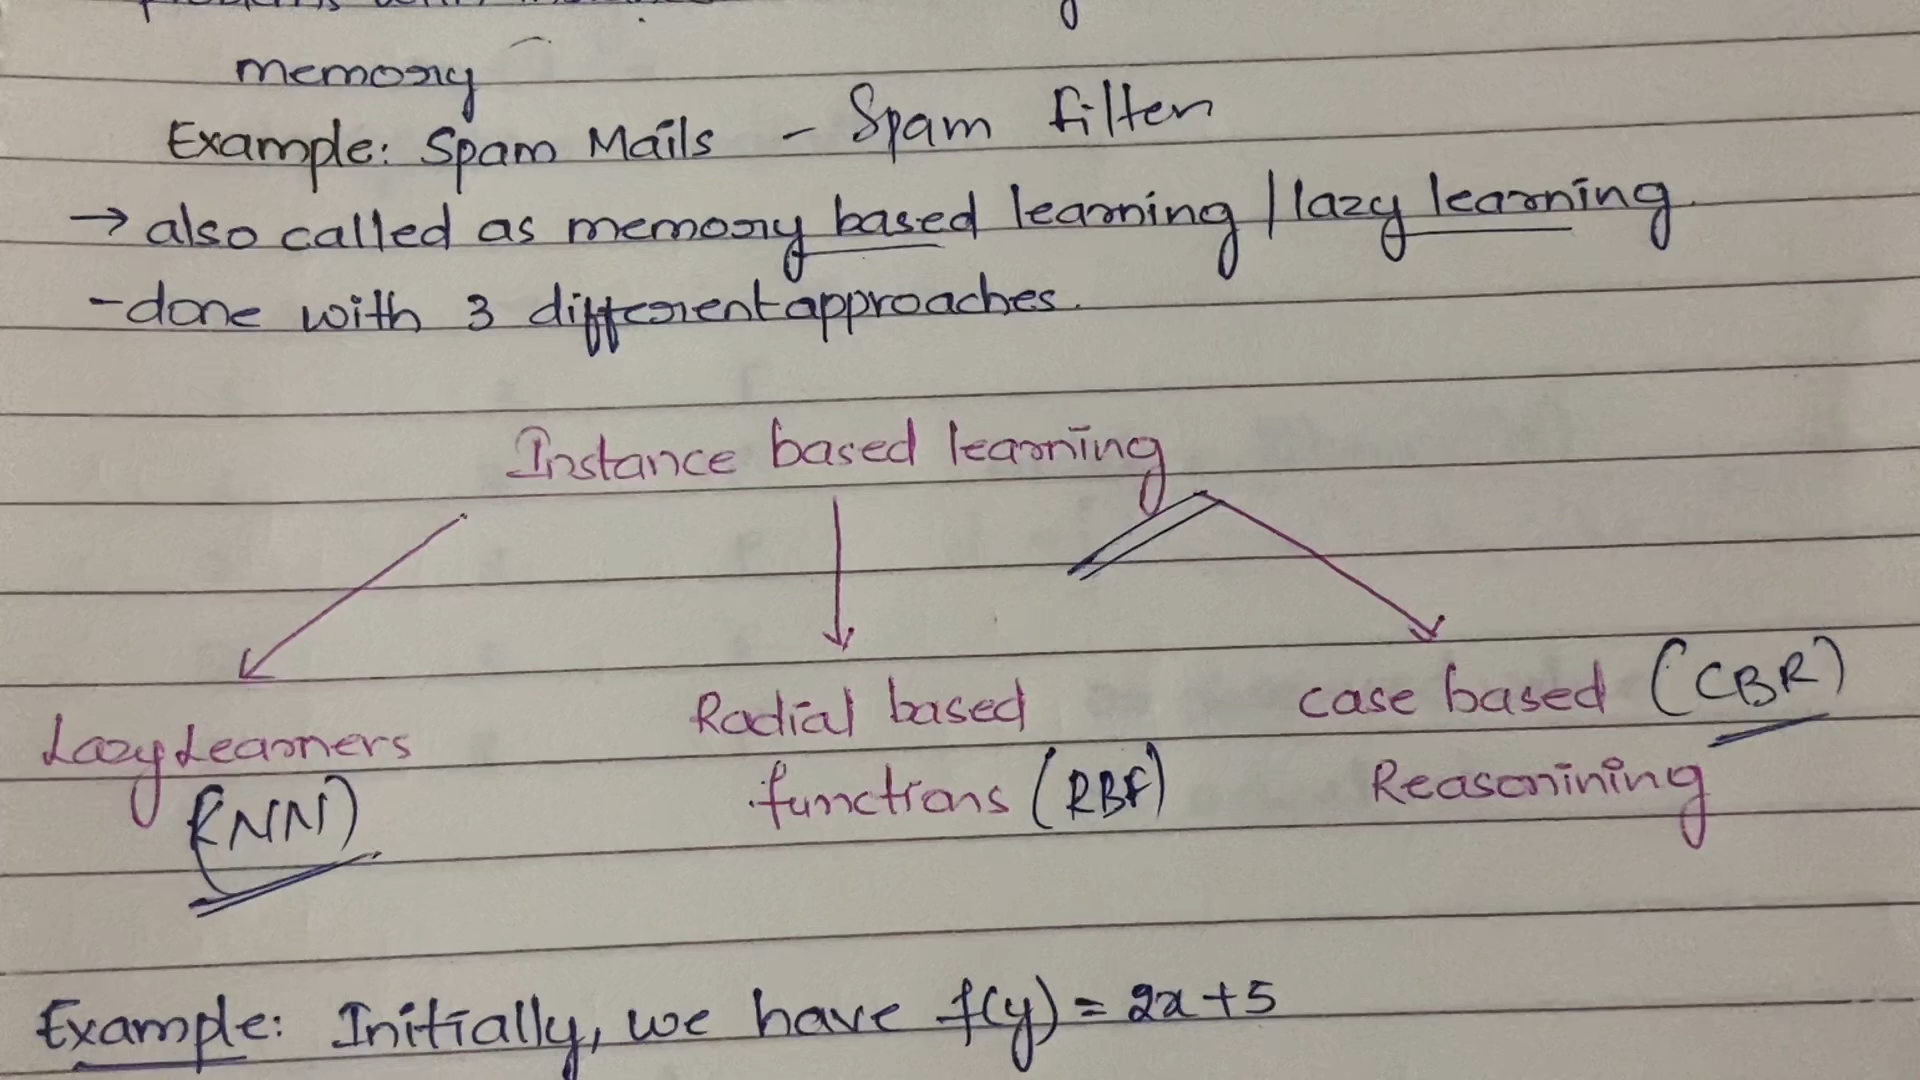 memory
Example: Spam Mails - Spam filter
→ also called as memory based learning / lazy learning.
- done with 3 different approaches.
Instance based learning
Lazy Learners
(KNN)
Radial based
functions (RBF)
case based (CBR)
Reasonining
Example: Initially, we have f(y) = 2x + 5